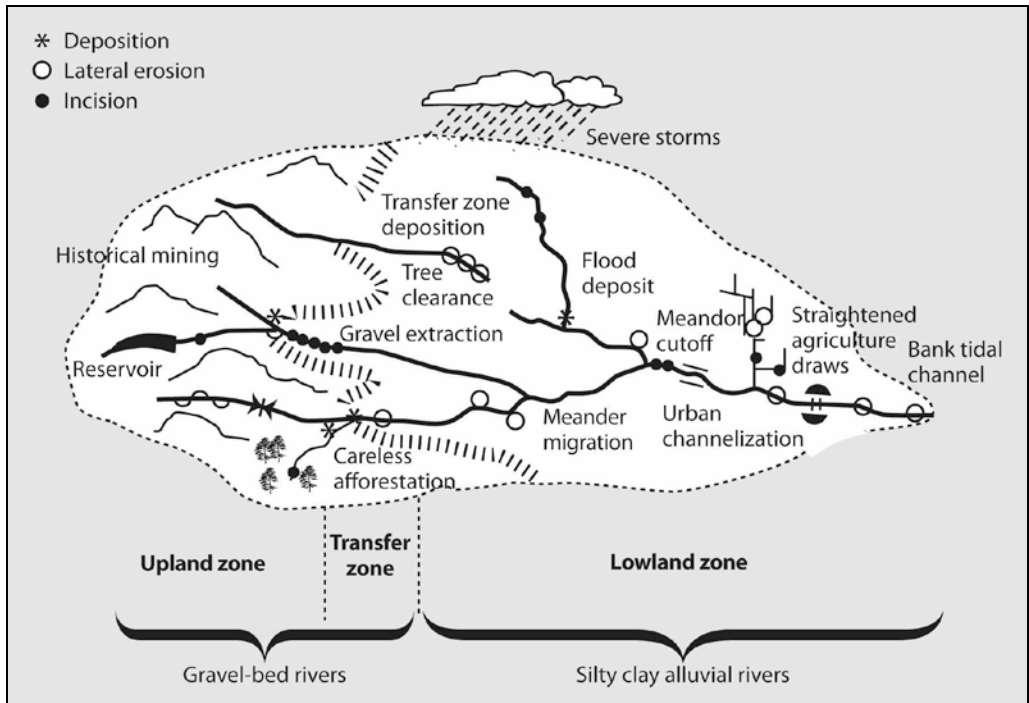 Deposition
Lateral erosion
Incision
Severe storms
Transfer zone
deposition
Historical mining
Tree
clearance
Flood
deposit
Gravel extraction
Meandor
cutoff
Straightened
agriculture
draws
Bank tidal
channel
Reservoir
Meander
migration
Urban
channelization
Careless
afforestation
Upland zone
Transfer
zone
Lowland zone
Gravel-bed rivers
Silty clay alluvial rivers